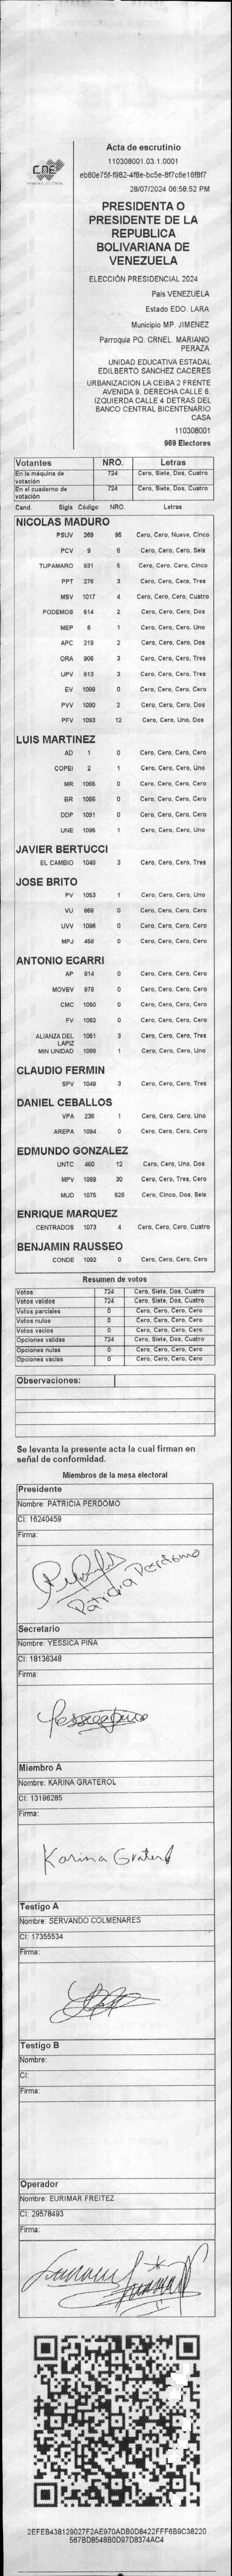 CNE
Acta de escrutinio
110308001.03.1.0001
eb80e75f-f982-4f8e-bc5e-8f7c6e16f8f7
28/07/2024 06:58:52 PM
PRESIDENTA O
PRESIDENTE DE LA
REPUBLICA
BOLIVARIANA DE
VENEZUELA
ELECCIÓN PRESIDENCIAL 2024
Pais VENEZUELA
Estado EDO. LARA
Municipio MP. JIMENEZ
Parroquia PQ. CRNEL. MARIANO
PERAZA
UNIDAD EDUCATIVA ESTADAL
EDILBERTO SANCHEZ CACERES
URBANIZACION LA CEIBA 2 FRENTE
AVENIDA 9. DERECHA CALLE 6.
IZQUIERDA CALLE 4 DETRAS DEL
BANCO CENTRAL BICENTENARIO
CASA
110308001
969 Electores
Votantes NRO. Letras
En la máquina de votación 724 Cero, Siete, Dos, Cuatro
En el cuaderno de votación 724 Cero, Siete, Dos, Cuatro
Cand. Sigla Código NRO. Letras
NICOLAS MADURO
PSUV 269 95 Cero, Cero, Nueve, Cinco
PCV 9 6 Cero, Cero, Cero, Seis
TUPAMARO 931 5 Cero, Cero, Cero, Cinco
PPT 276 3 Cero, Cero, Cero, Tres
MSV 1017 4 Cero, Cero, Cero, Cuatro
PODEMOS 514 2 Cero, Cero, Cero, Dos
MEP 6 1 Cero, Cero, Cero, Uno
APC 219 2 Cero, Cero, Cero, Dos
ORA 906 3 Cero, Cero, Cero, Tres
UPV 513 3 Cero, Cero, Cero, Tres
EV 1088 0 Cero, Cero, Cero, Cero
PVV 1090 2 Cero, Cero, Cero, Dos
PFV 1093 12 Cero, Cero, Uno, Dos
LUIS MARTINEZ
AD 1 0 Cero, Cero, Cero, Cero
COPEI 2 1 Cero, Cero, Cero, Uno
MR 1065 0 Cero, Cero, Cero, Cero
BR 1066 0 Cero, Cero, Cero, Cero
DDP 1091 0 Cero, Cero, Cero, Cero
UNE 1095 1 Cero, Cero, Cero, Uno
JAVIER BERTUCCI
EL CAMBIO 1048 3 Cero, Cero, Cero, Tres
JOSE BRITO
PV 1053 1 Cero, Cero, Cero, Uno
VU 868 0 Cero, Cero, Cero, Cero
UVV 1096 0 Cero, Cero, Cero, Cero
MPJ 458 0 Cero, Cero, Cero, Cero
ANTONIO ECARRI
AP 814 0 Cero, Cero, Cero, Cero
MOVEV 878 0 Cero, Cero, Cero, Cero
CMC 1050 0 Cero, Cero, Cero, Cero
FV 1062 0 Cero, Cero, Cero, Cero
ALIANZA DEL LAPIZ 1051 3 Cero, Cero, Cero, Tres
MIN UNIDAD 1068 1 Cero, Cero, Cero, Uno
CLAUDIO FERMIN
SPV 1049 3 Cero, Cero, Cero, Tres
DANIEL CEBALLOS
VPA 236 1 Cero, Cero, Cero, Uno
AREPA 1094 0 Cero, Cero, Cero, Cero
EDMUNDO GONZALEZ
UNTC 460 12 Cero, Cero, Uno, Dos
MPV 1069 30 Cero, Cero, Tres, Cero
MUD 1075 526 Cero, Cinco, Dos, Seis
ENRIQUE MARQUEZ
CENTRADOS 1073 4 Cero, Cero, Cero, Cuatro
BENJAMIN RAUSSEO
CONDE 1092 0 Cero, Cero, Cero, Cero
Resumen de votos
Votos 724 Cero, Siete, Dos, Cuatro
Votos validos 724 Cero, Siete, Dos, Cuatro
Votos parciales 0 Cero, Cero, Cero, Cero
Votos nulos 0 Cero, Cero, Cero, Cero
Votos vacios 0 Cero, Cero, Cero, Cero
Opciones validas 724 Cero, Siete, Dos, Cuatro
Opciones nulas 0 Cero, Cero, Cero, Cero
Opciones vacias 0 Cero, Cero, Cero, Cero
Observaciones:
Se levanta la presente acta la cual firman en
señal de conformidad.
Miembros de la mesa electoral
Presidente
Nombre: PATRICIA PERDOMO
CI: 16240459
Firma:
Patricia Perdomo
Secretario
Nombre: YESSICA PIÑA
CI: 18136348
Firma:
Miembro A
Nombre: KARINA GRATEROL
CI: 13196285
Firma:
Karina Graterol
Testigo A
Nombre: SERVANDO COLMENARES
CI: 17355534
Firma:
Testigo B
Nombre:
CI:
Firma:
Operador
Nombre: EURIMAR FREITEZ
CI: 29578493
Firma:
2EFEB438129027F2AE970ADB0D8422FFF6B9C38220
567BD8548B0D97D8374AC4